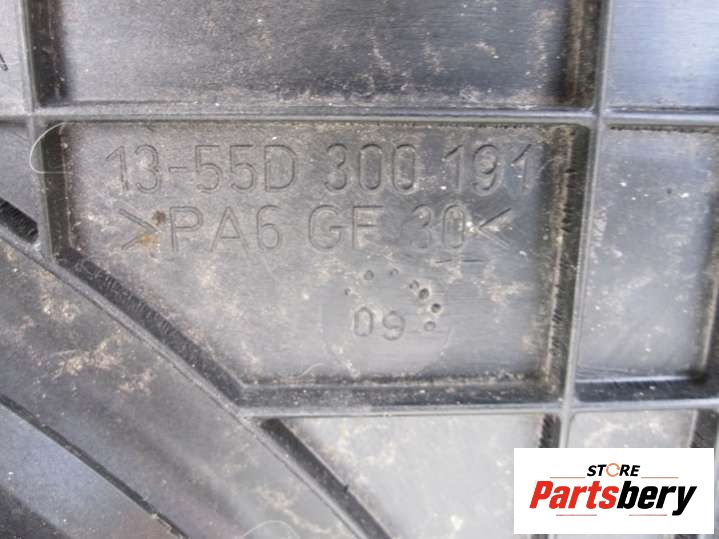 13-55D 300 191
>PA6 GF 30<
09
STORE
Partsbery